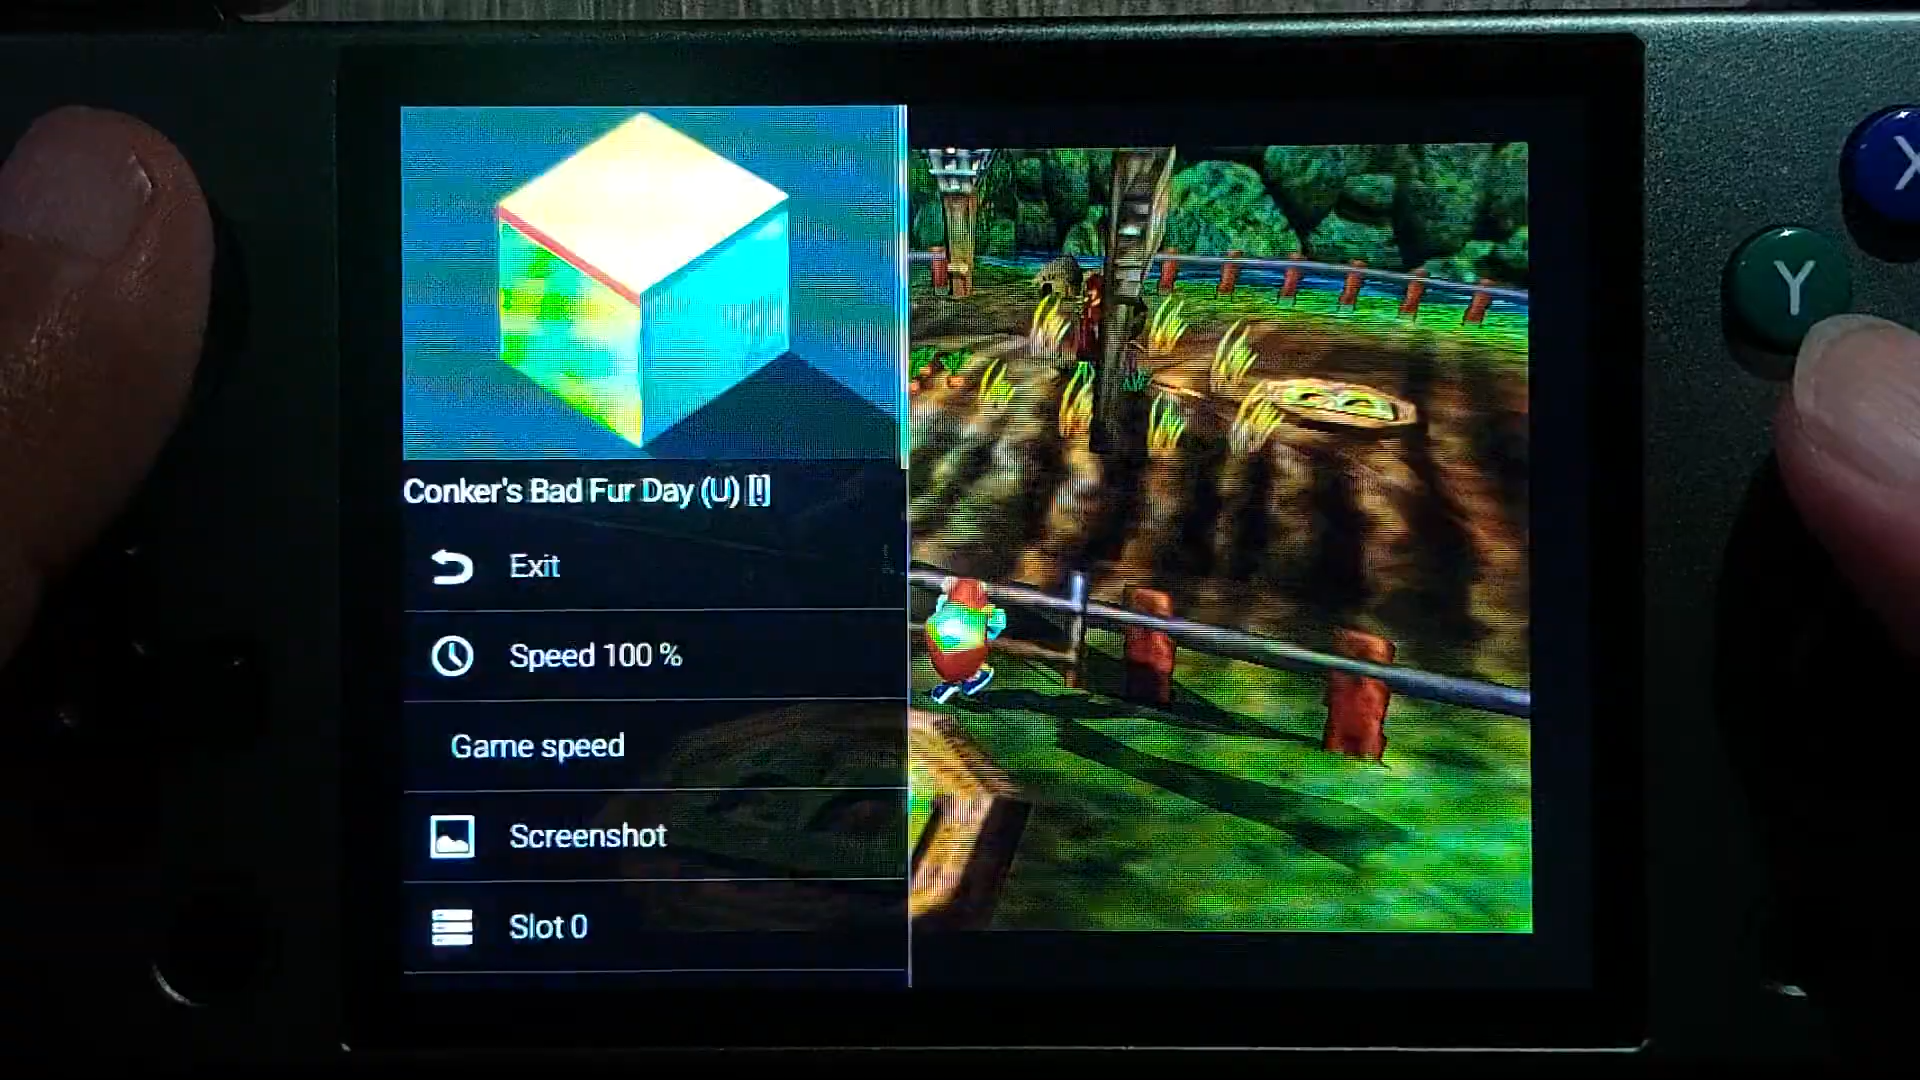 X
Y
Conker's Bad Fur Day (U) [!]
Exit
Speed 100 %
Game speed
Screenshot
Slot 0